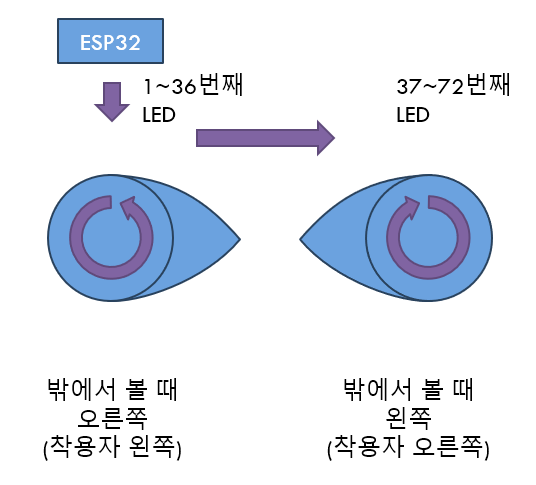 ESP32
1~36번째
LED
37~72번째
LED
밖에서 볼 때
오른쪽
(착용자 왼쪽)
밖에서 볼 때
왼쪽
(착용자 오른쪽)